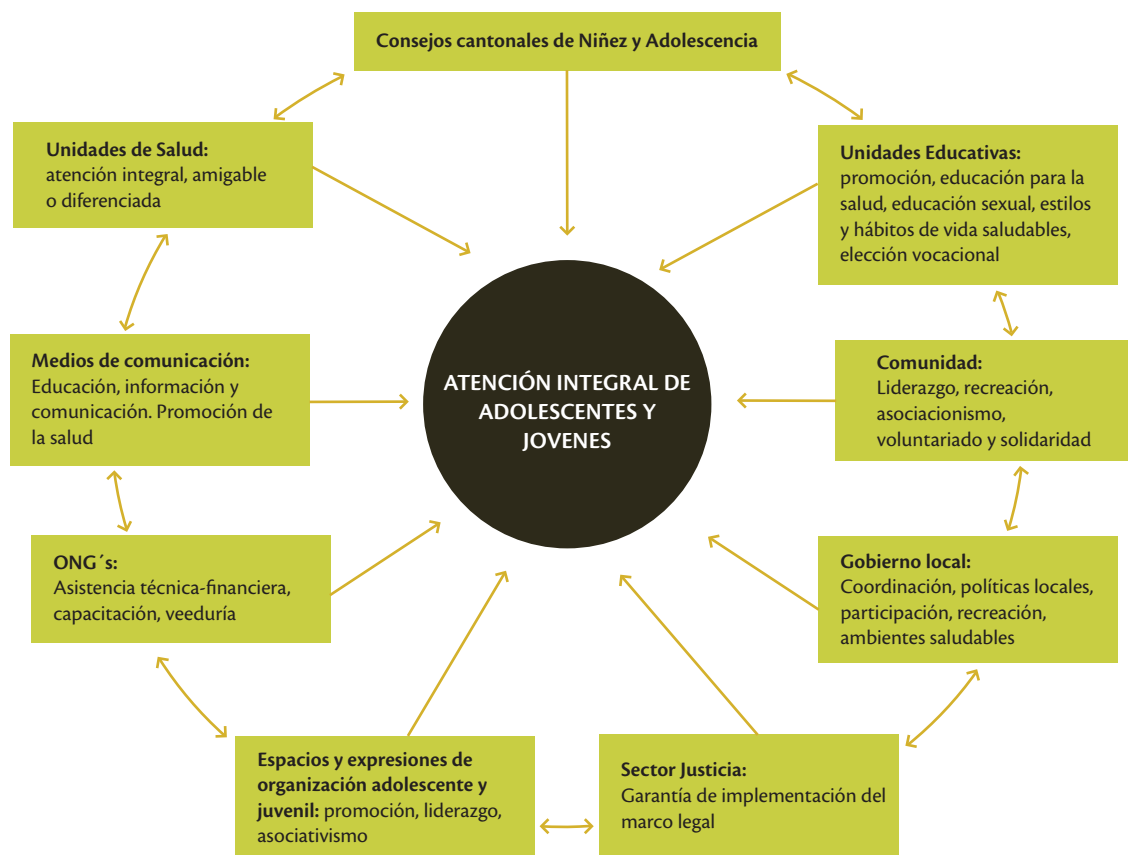 Consejos cantonales de Niñez y Adolescencia
Unidades de Salud:
atención integral, amigable
o diferenciada
Unidades Educativas:
promoción, educación para la
salud, educación sexual, estilos
y hábitos de vida saludables,
elección vocacional
Medios de comunicación:
Educación, información y
comunicación. Promoción de
la salud
ATENCIÓN INTEGRAL DE
ADOLESCENTES Y
JOVENES
Comunidad:
Liderazgo, recreación,
asociacionismo,
voluntariado y solidaridad
ONG´s:
Asistencia técnica-financiera,
capacitación, veeduría
Gobierno local:
Coordinación, políticas locales,
participación, recreación,
ambientes saludables
Espacios y expresiones de
organización adolescente y
juvenil: promoción, liderazgo,
asociativismo
Sector Justicia:
Garantía de implementación del
marco legal